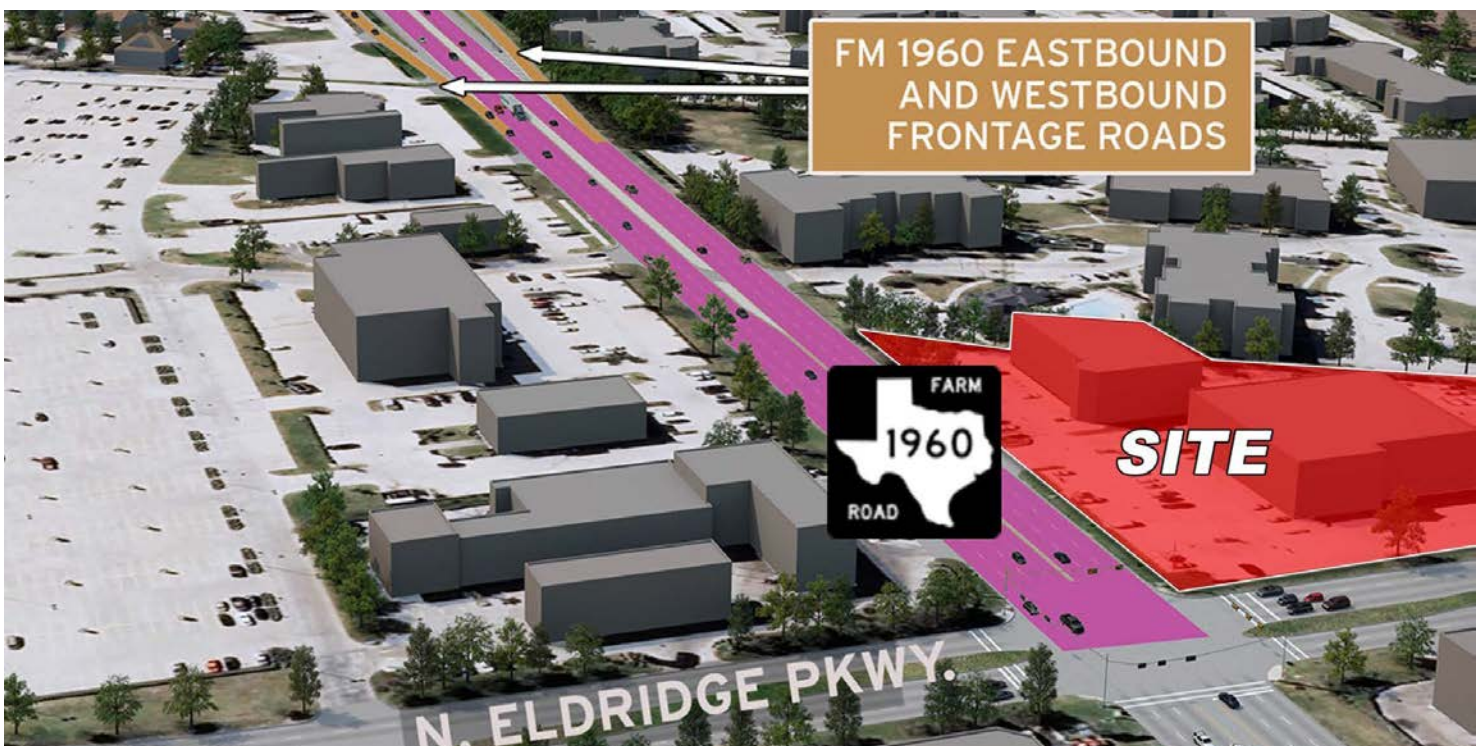 FM 1960 EASTBOUND
AND WESTBOUND
FRONTAGE ROADS
FARM
1960
ROAD
SITE
N. ELDRIDGE PKWY.